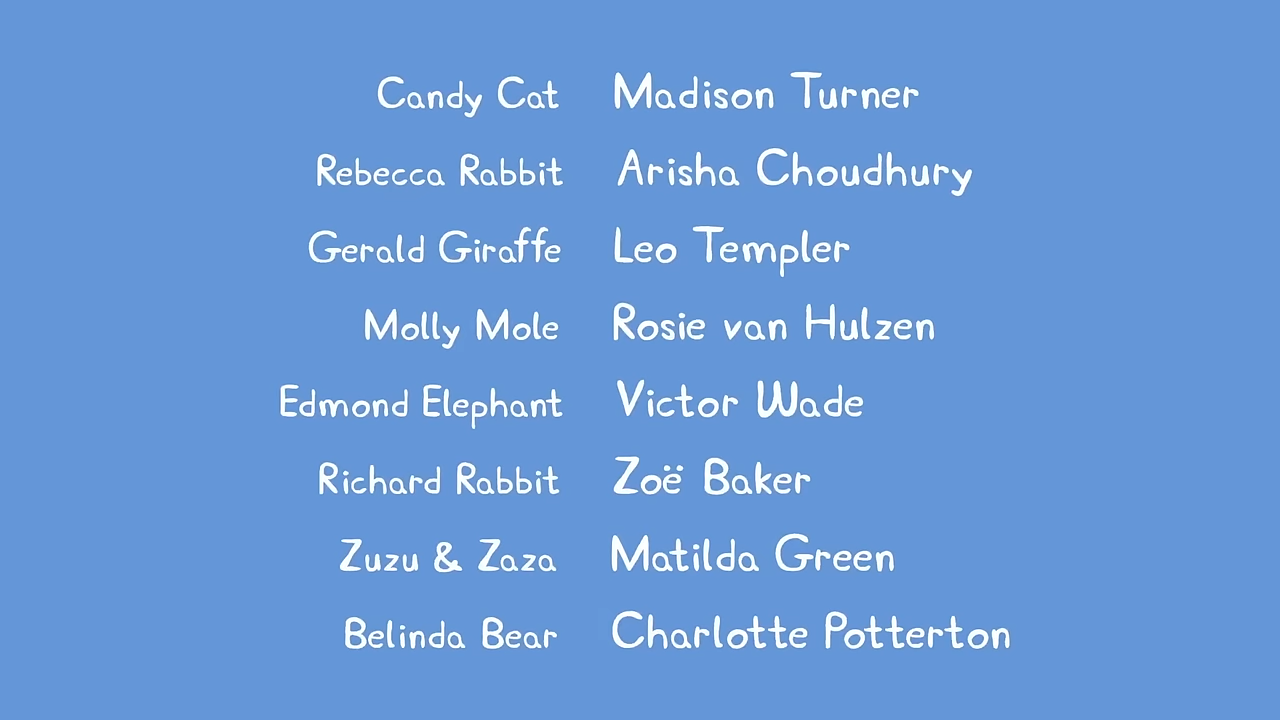 Candy Cat Madison Turner
Rebecca Rabbit Arisha Choudhury
Gerald Giraffe Leo Templer
Molly Mole Rosie van Hulzen
Edmond Elephant Victor Wade
Richard Rabbit Zoë Baker
Zuzu & Zaza Matilda Green
Belinda Bear Charlotte Potterton